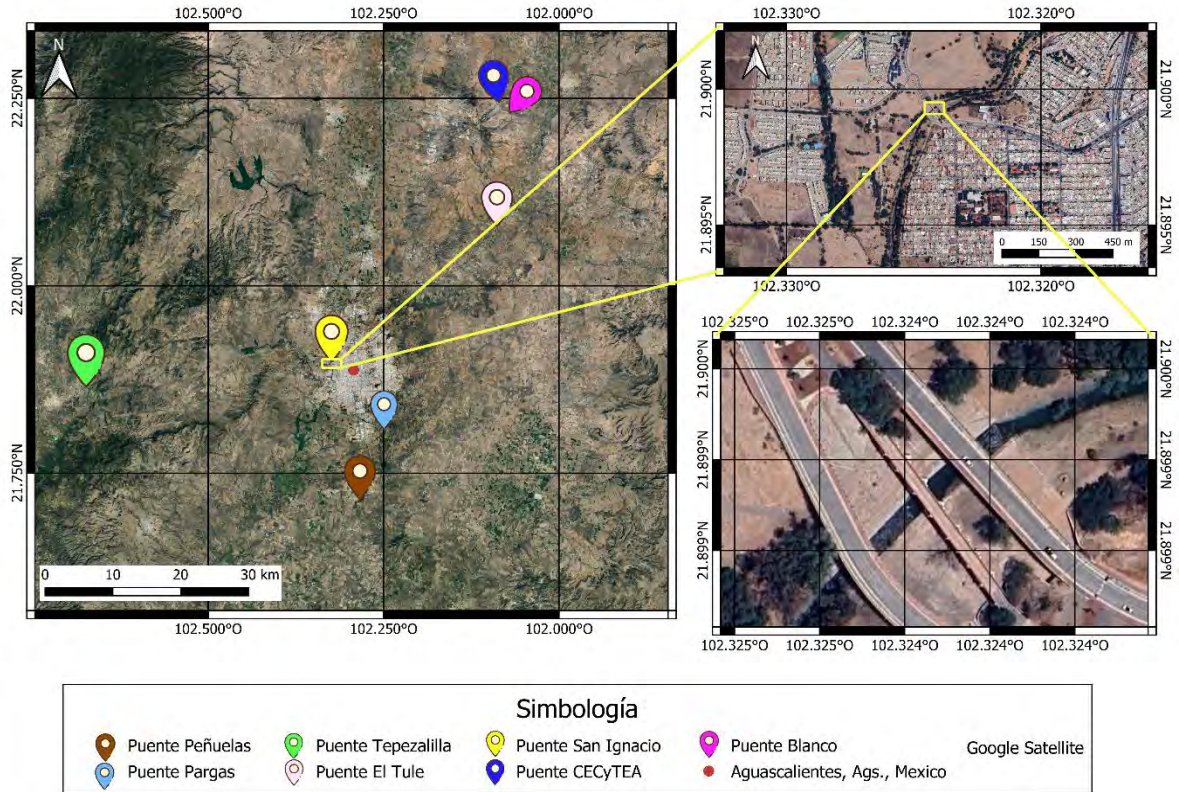 102.500°O 102.250°O 102.000°O
N
22.250°N
22.000°N
21.750°N
0 10 20 30 km
102.500°O 102.250°O 102.000°O
102.330°O 102.320°O
N
21.900°N
21.895°N
21.900°N
21.895°N
0 150 300 450 m
102.330°O 102.320°O
102.325°O 102.325°O 102.324°O 102.324°O 102.324°O
21.900°N
21.899°N
21.899°N
21.900°N
21.899°N
21.899°N
102.325°O 102.325°O 102.324°O 102.324°O 102.324°O
Simbología
Puente Peñuelas Puente Tepezalilla Puente San Ignacio Puente Blanco Google Satellite
Puente Pargas Puente El Tule Puente CECyTEA Aguascalientes, Ags., Mexico